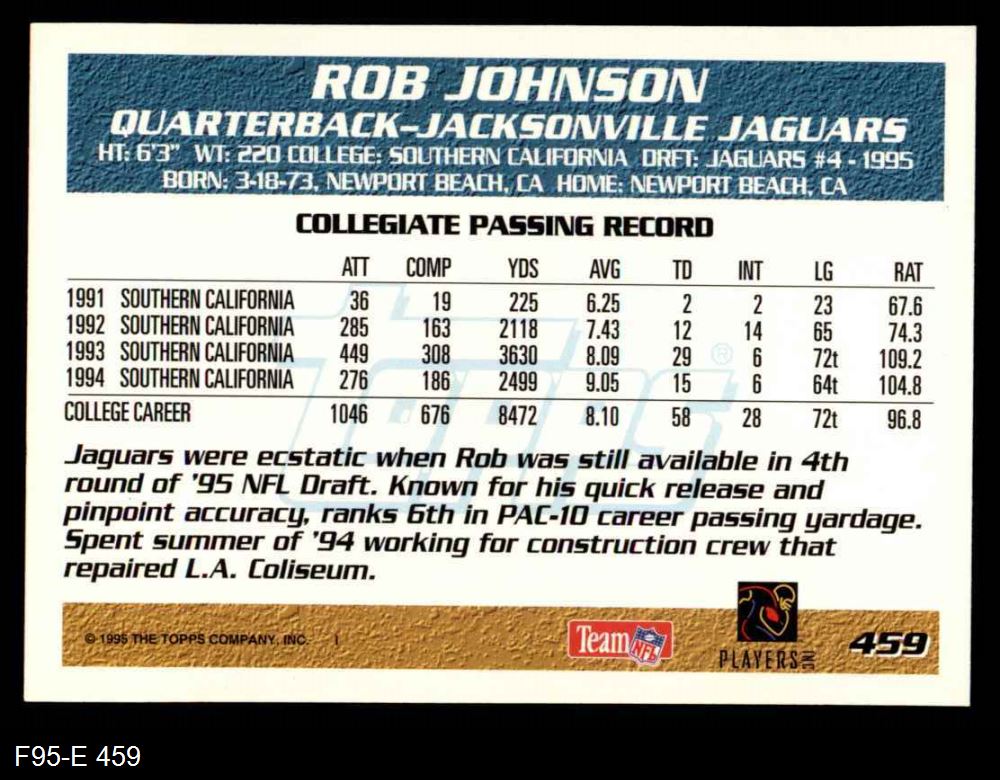 ROB JOHNSON
QUARTERBACK-JACKSONVILLE JAGUARS
HT: 6'3" WT: 220 COLLEGE: SOUTHERN CALIFORNIA DRFT: JAGUARS #4 - 1995
BORN: 3-18-73, NEWPORT BEACH, CA HOME: NEWPORT BEACH, CA
COLLEGIATE PASSING RECORD
ATT COMP YDS AVG TD INT LG RAT
1991 SOUTHERN CALIFORNIA 36 19 225 6.25 2 2 23 67.6
1992 SOUTHERN CALIFORNIA 285 163 2118 7.43 12 14 65 74.3
1993 SOUTHERN CALIFORNIA 449 308 3630 8.09 29 6 72t 109.2
1994 SOUTHERN CALIFORNIA 276 186 2499 9.05 15 6 64t 104.8
COLLEGE CAREER 1046 676 8472 8.10 58 28 72t 96.8
topps ®
Jaguars were ecstatic when Rob was still available in 4th
round of '95 NFL Draft. Known for his quick release and
pinpoint accuracy, ranks 6th in PAC-10 career passing yardage.
Spent summer of '94 working for construction crew that
repaired L.A. Coliseum.
© 1995 THE TOPPS COMPANY, INC. I
Team NFL
PLAYERS INC
459
F95-E 459